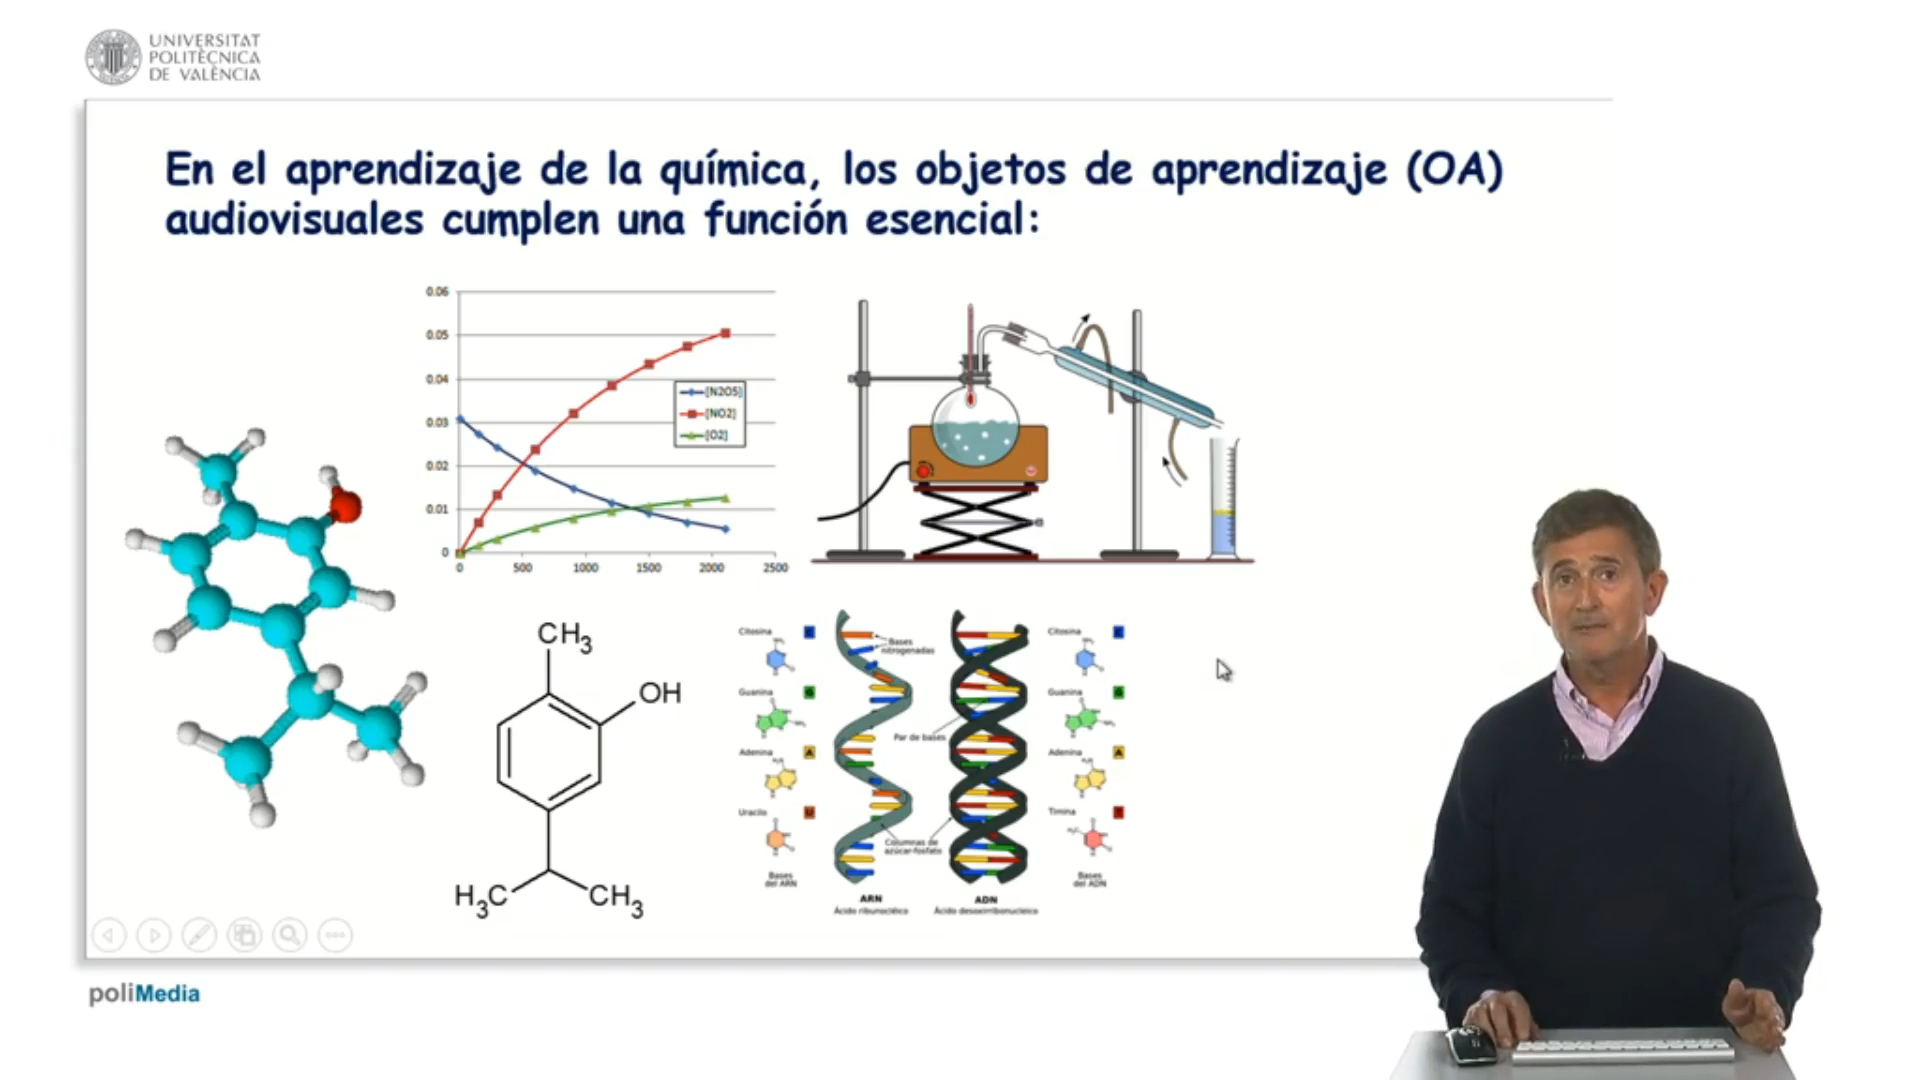 UNIVERSITAT
POLITÈCNICA
DE VALÈNCIA
En el aprendizaje de la química, los objetos de aprendizaje (OA)
audiovisuales cumplen una función esencial:
0.06
0.05
0.04
0.03
0.02
0.01
0
0 500 1000 1500 2000 2500
[N2O5]
[NO2]
[O2]
CH3
OH
H3C
CH3
Citosina
Bases
nitrogenadas
Citosina
Guanina
G
Guanina
G
Par de bases
Adenina
A
Adenina
A
Uracilo
U
Timina
T
Columnas de
azúcar-fosfato
Bases
del ARN
Bases
del ADN
ARN
Ácido ribonucléico
ADN
Ácido desoxirribonucleico
poliMedia